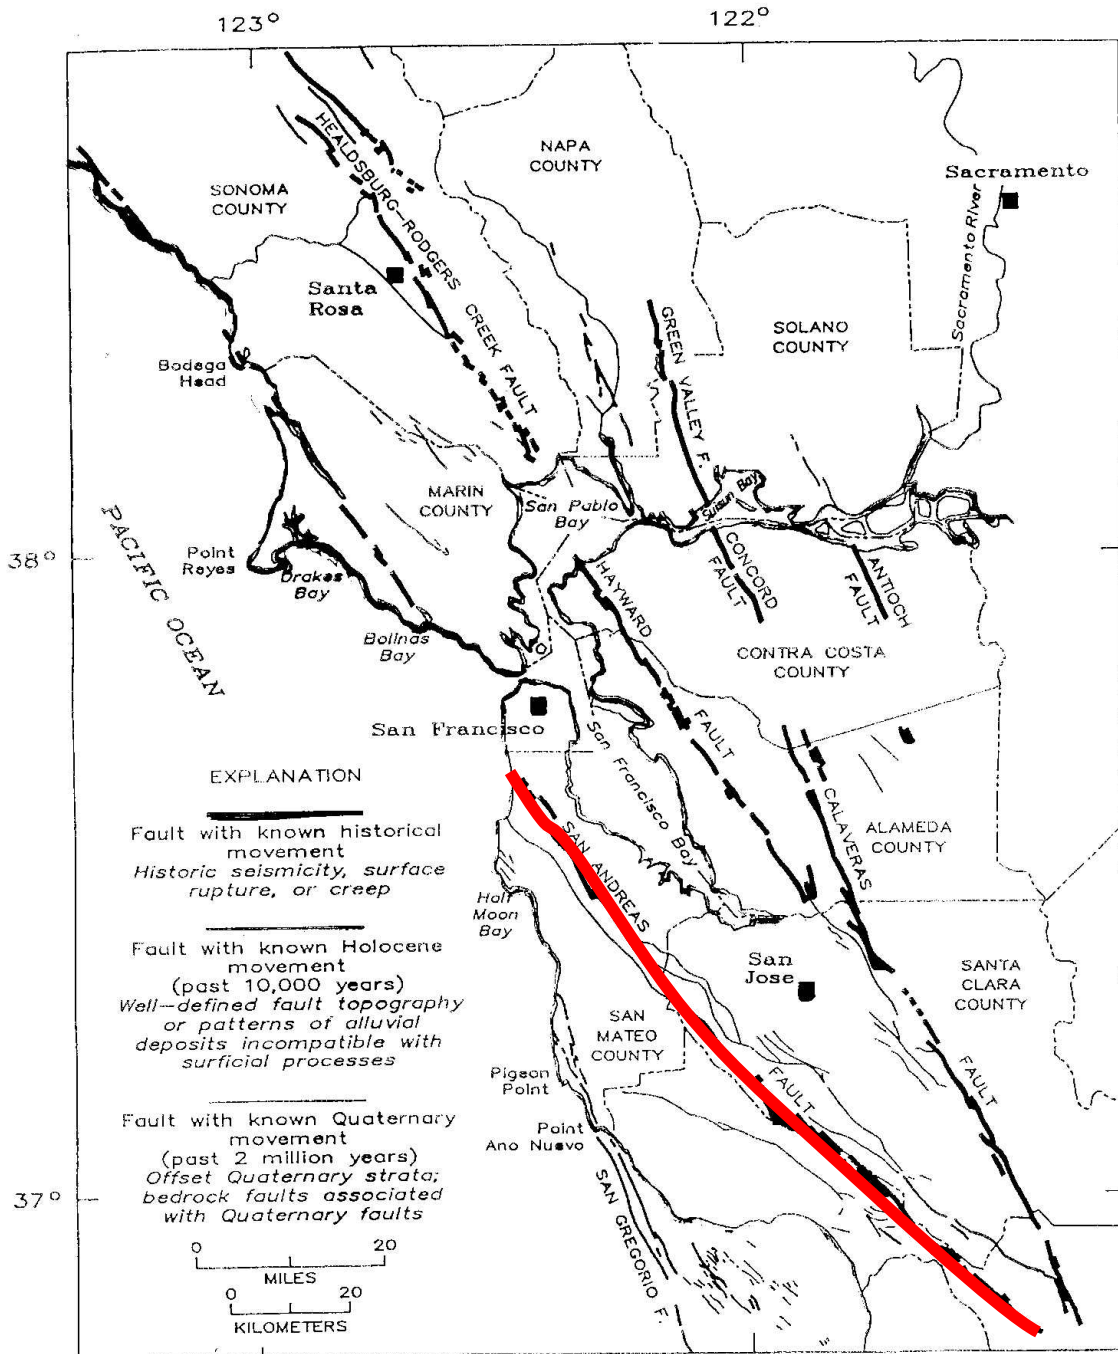 123° 122°
NAPA
COUNTY
Sacramento
SONOMA
COUNTY
HEALDSBURG-RODGERS CREEK FAULT
Sacramento River
Santa
Rosa
GREEN VALLEY F.
SOLANO
COUNTY
Bodega
Head
MARIN
COUNTY
San Pablo
Bay
Suisun Bay
PACIFIC OCEAN
38°
Point
Reyes
Drakes
Bay
HAYWARD FAULT
CONCORD
FAULT
ANTIOCH
FAULT
Bolinas
Bay
CONTRA COSTA
COUNTY
San Francisco
San Francisco Bay
EXPLANATION
Fault with known historical
movement
Historic seismicity, surface
rupture, or creep
SAN ANDREAS FAULT
CALAVERAS FAULT
ALAMEDA
COUNTY
Half
Moon
Bay
Fault with known Holocene
movement
(past 10,000 years)
Well-defined fault topography
or patterns of alluvial
deposits incompatible with
surficial processes
San
Jose
SANTA
CLARA
COUNTY
SAN
MATEO
COUNTY
Pigeon
Point
Point
Ano Nuevo
Fault with known Quaternary
movement
(past 2 million years)
Offset Quaternary strata;
bedrock faults associated
with Quaternary faults
SAN GREGORIO F.
37°
0 20
MILES
0 20
KILOMETERS